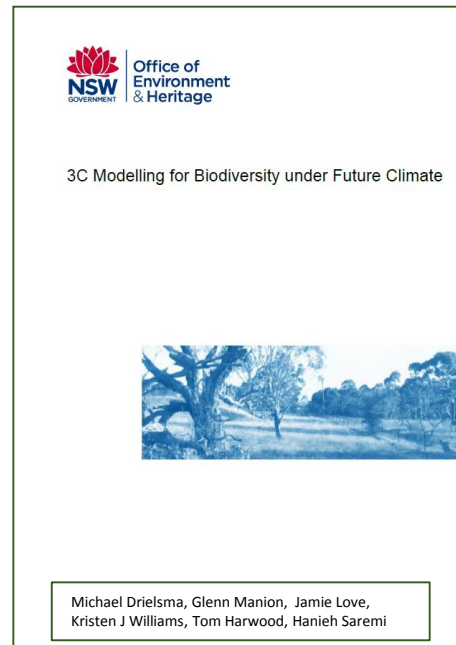 NSW
GOVERNMENT
Office of
Environment
& Heritage
3C Modelling for Biodiversity under Future Climate
Michael Drielsma, Glenn Manion, Jamie Love,
Kristen J Williams, Tom Harwood, Hanieh Saremi